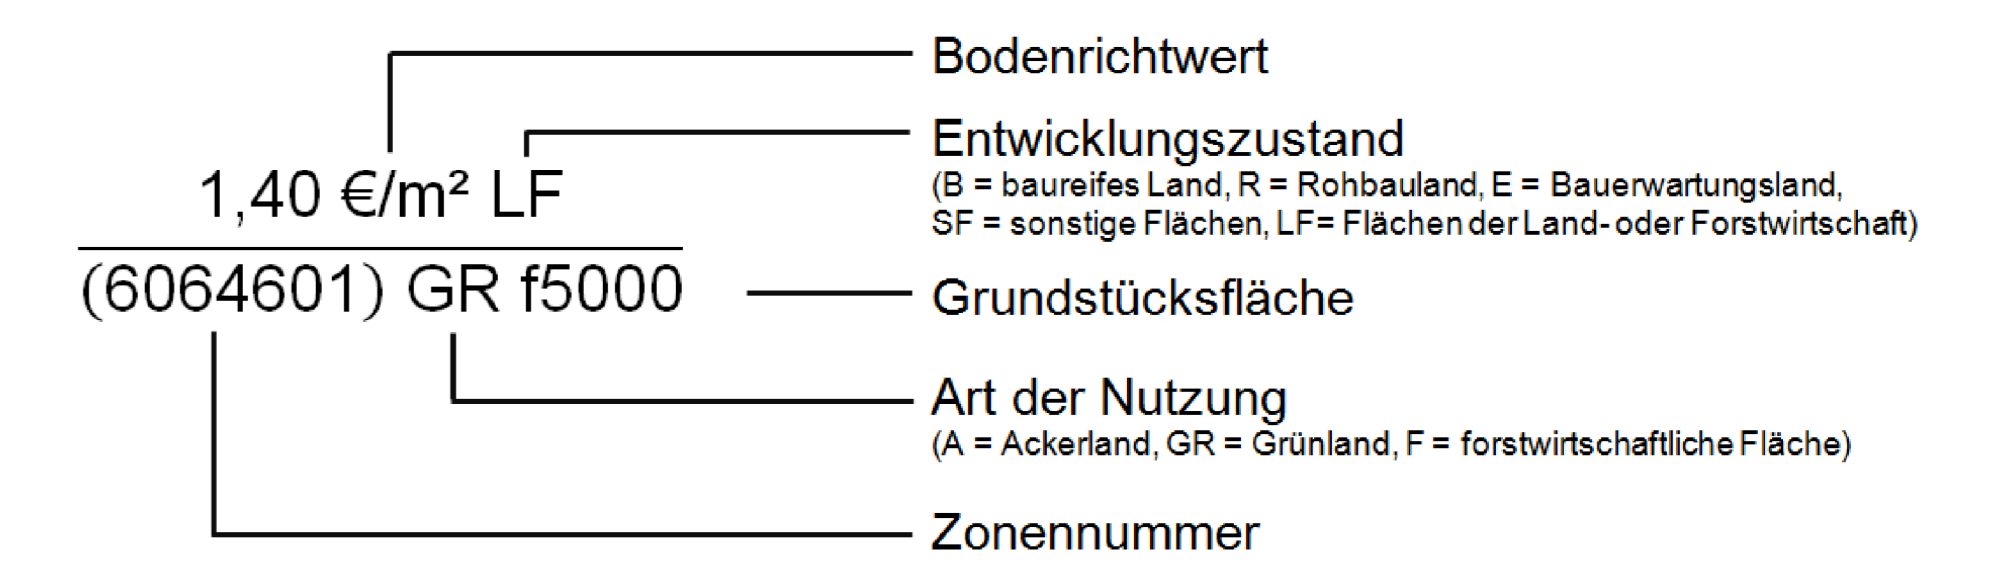 Bodenrichtwert
Entwicklungszustand
(B = baureifes Land, R = Rohbauland, E = Bauerwartungsland,
SF = sonstige Flächen, LF= Flächen der Land- oder Forstwirtschaft)
1,40 €/m² LF
(6064601) GR f5000
Grundstücksfläche
Art der Nutzung
(A = Ackerland, GR = Grünland, F = forstwirtschaftliche Fläche)
Zonennummer